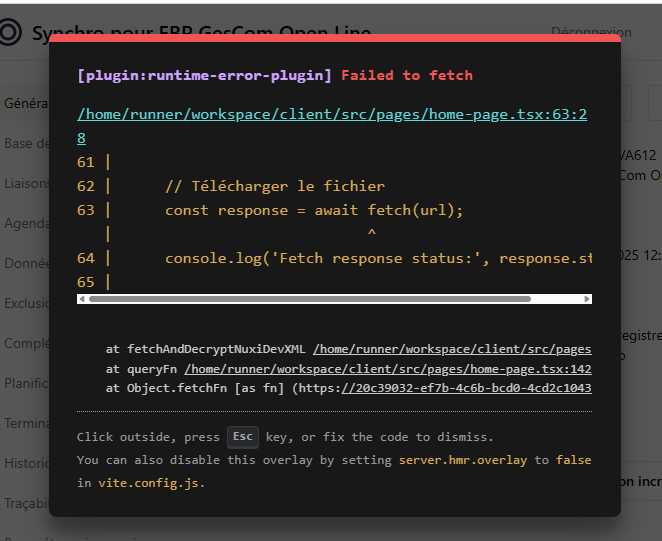 Synchro pour EBP GesCom Open Line
Déconnexion
[plugin:runtime-error-plugin] Failed to fetch
/home/runner/workspace/client/src/pages/home-page.tsx:63:2
8
61 |
62 |      // Télécharger le fichier
63 |      const response = await fetch(url);
   |                              ^
64 |      console.log('Fetch response status:', response.st
65 |
at fetchAndDecryptNuxiDevXML /home/runner/workspace/client/src/pages
at queryFn /home/runner/workspace/client/src/pages/home-page.tsx:142
at Object.fetchFn [as fn] (https://20c39032-ef7b-4c6b-bcd0-4cd2c1043
Click outside, press Esc key, or fix the code to dismiss.
You can also disable this overlay by setting server.hmr.overlay to false
in vite.config.js.
Généra
Base de
Liaison
Agenda
Donnée
Exclusio
Complé
Planific
Termina
Historic
Traçabi
VA612
Com O
025 12:
egistre
on incr